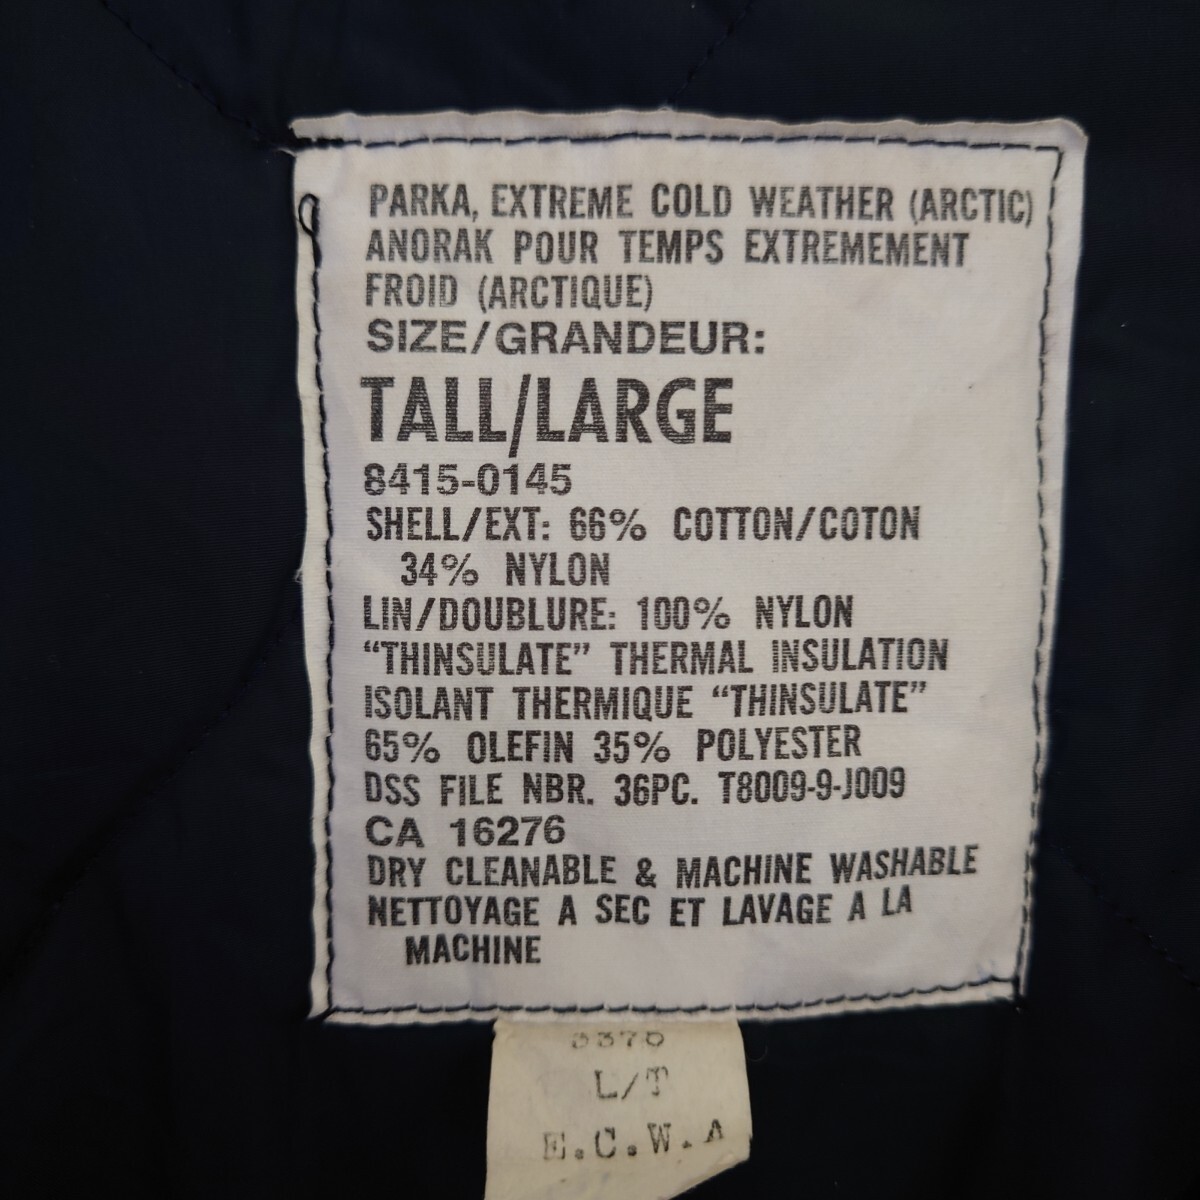 PARKA, EXTREME COLD WEATHER (ARCTIC)
ANORAK POUR TEMPS EXTREMEMENT
FROID (ARCTIQUE)
SIZE/GRANDEUR:
TALL/LARGE
8415-0145
SHELL/EXT: 66% COTTON/COTON
34% NYLON
LIN/DOUBLURE: 100% NYLON
“THINSULATE” THERMAL INSULATION
ISOLANT THERMIQUE “THINSULATE”
65% OLEFIN 35% POLYESTER
DSS FILE NBR. 36PC. T8009-9-J009
CA 16276
DRY CLEANABLE & MACHINE WASHABLE
NETTOYAGE A SEC ET LAVAGE A LA
MACHINE
L/T
E.C.W.A